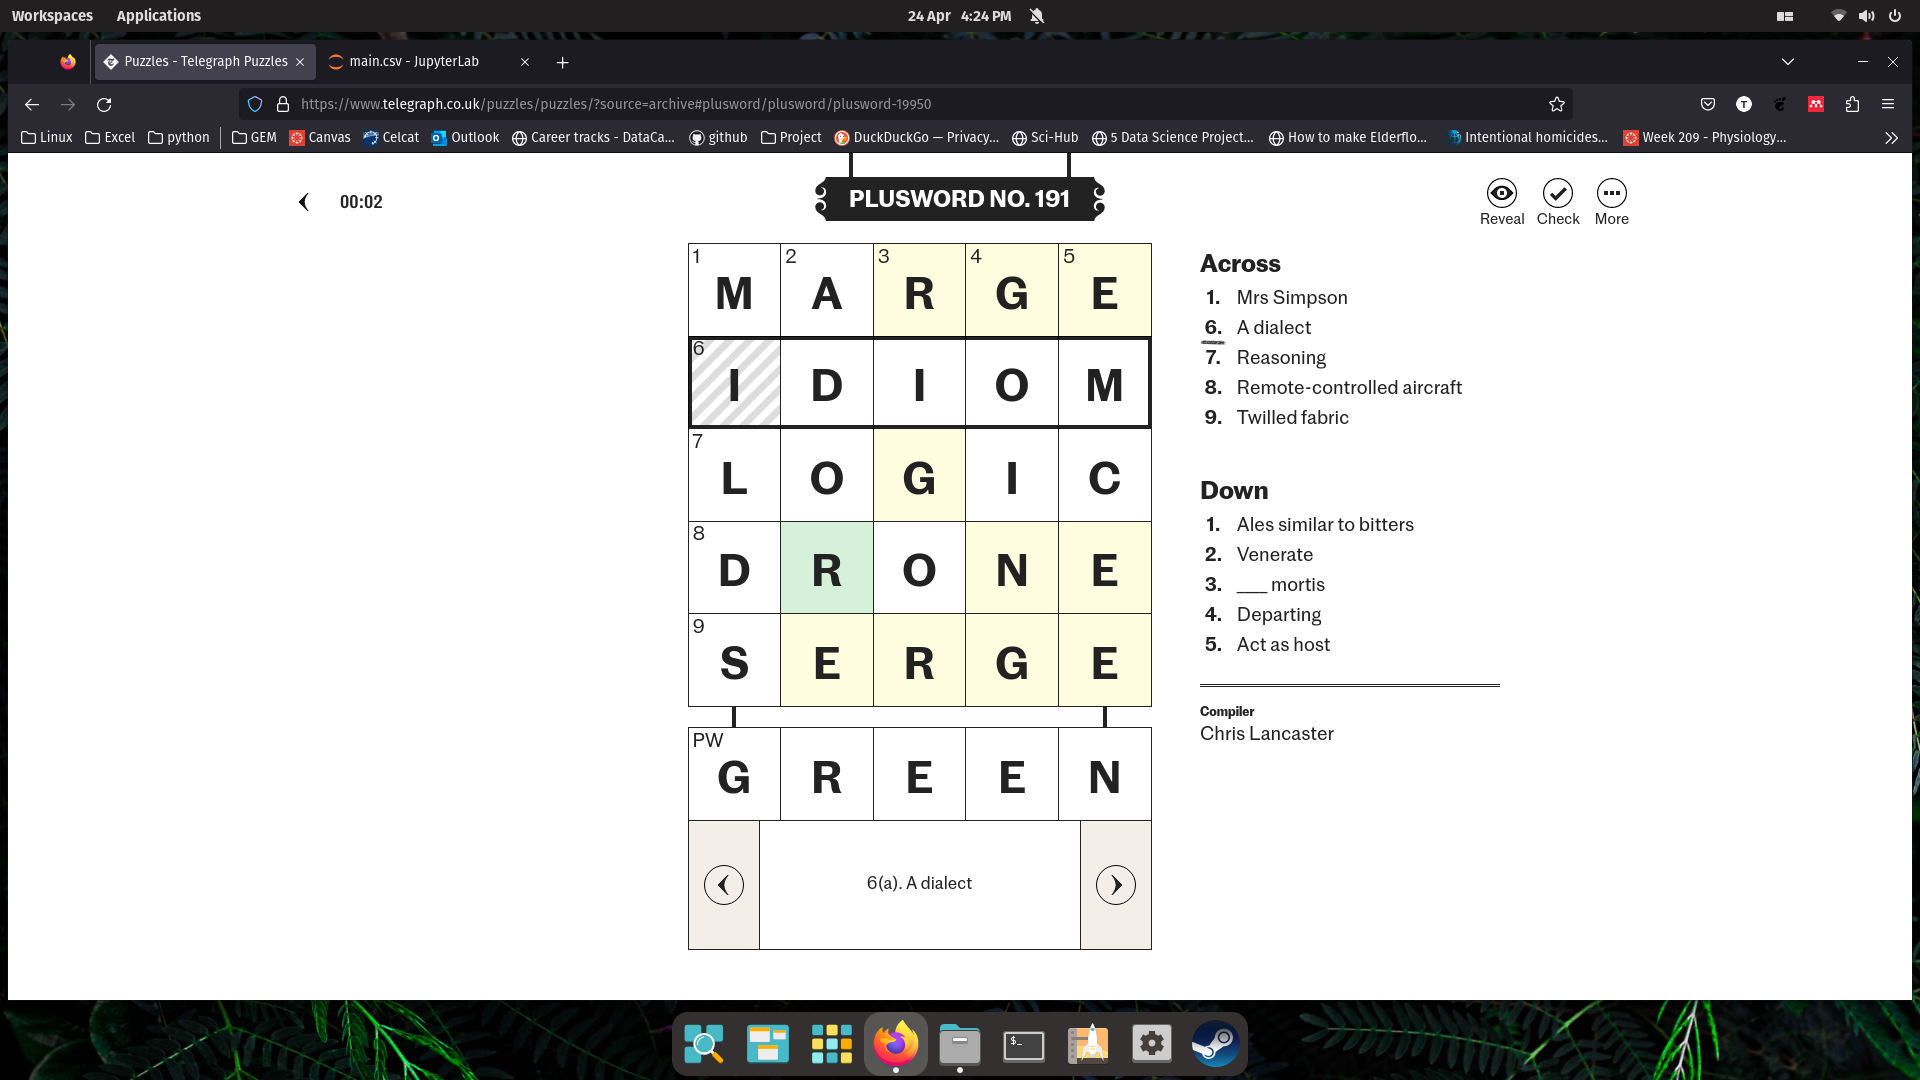 Workspaces Applications 24 Apr 4:24 PM
Puzzles - Telegraph Puzzles main.csv - JupyterLab
https://www.telegraph.co.uk/puzzles/puzzles/?source=archive#plusword/plusword/plusword-19950
Linux Excel python GEM Canvas Celcat Outlook Career tracks - DataCa... github Project DuckDuckGo — Privacy... Sci-Hub 5 Data Science Project... How to make Elderflo... Intentional homicides... Week 209 - Physiology...
00:02
PLUSWORD NO. 191
Reveal Check More
1 2 3 4 5
M A R G E
6
I D I O M
7
L O G I C
8
D R O N E
9
S E R G E
PW
G R E E N
6(a). A dialect
Across
1. Mrs Simpson
6. A dialect
7. Reasoning
8. Remote-controlled aircraft
9. Twilled fabric
Down
1. Ales similar to bitters
2. Venerate
3. ___ mortis
4. Departing
5. Act as host
Compiler
Chris Lancaster
$_